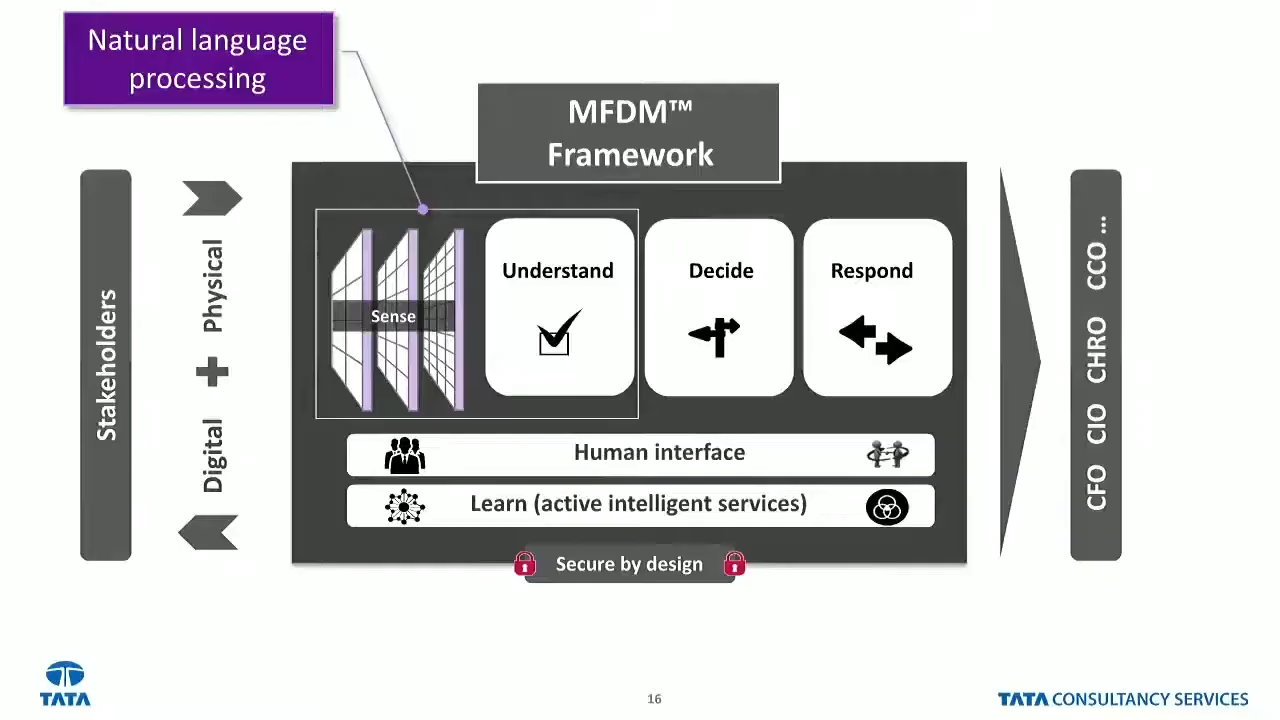 Natural language
processing
MFDM™
Framework
Stakeholders
Digital + Physical
Sense
Understand
Decide
Respond
Human interface
Learn (active intelligent services)
Secure by design
CFO CIO CHRO CCO ...
TATA
16
TATA CONSULTANCY SERVICES